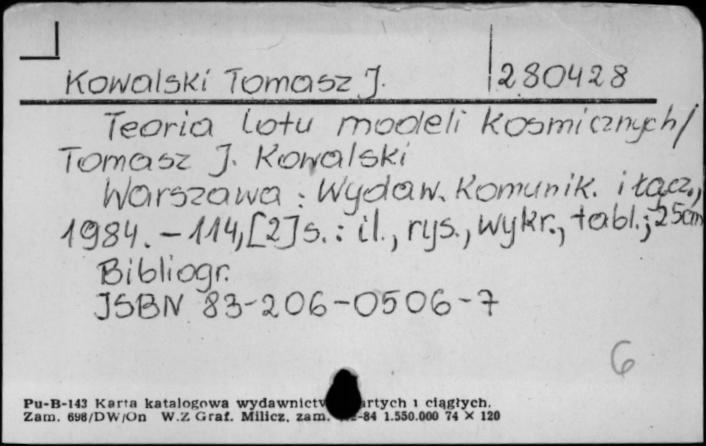 Kowalski Tomasz J. 280428
Teoria lotu modeli kosmicznych/
Tomasz J. Kowalski
Warszawa : Wydaw. Komunik. i Łącz.,
1984. - 114, [2] s. : il., rys., wykr., tabl.; 25cm
Bibliogr.
ISBN 83-206-0506-7
6
Pu-B-143 Karta katalogowa i ciągłych.
Zam. 698/DW/On W.Z Graf. Milicz, zam. -84 1.550.000 74 × 120